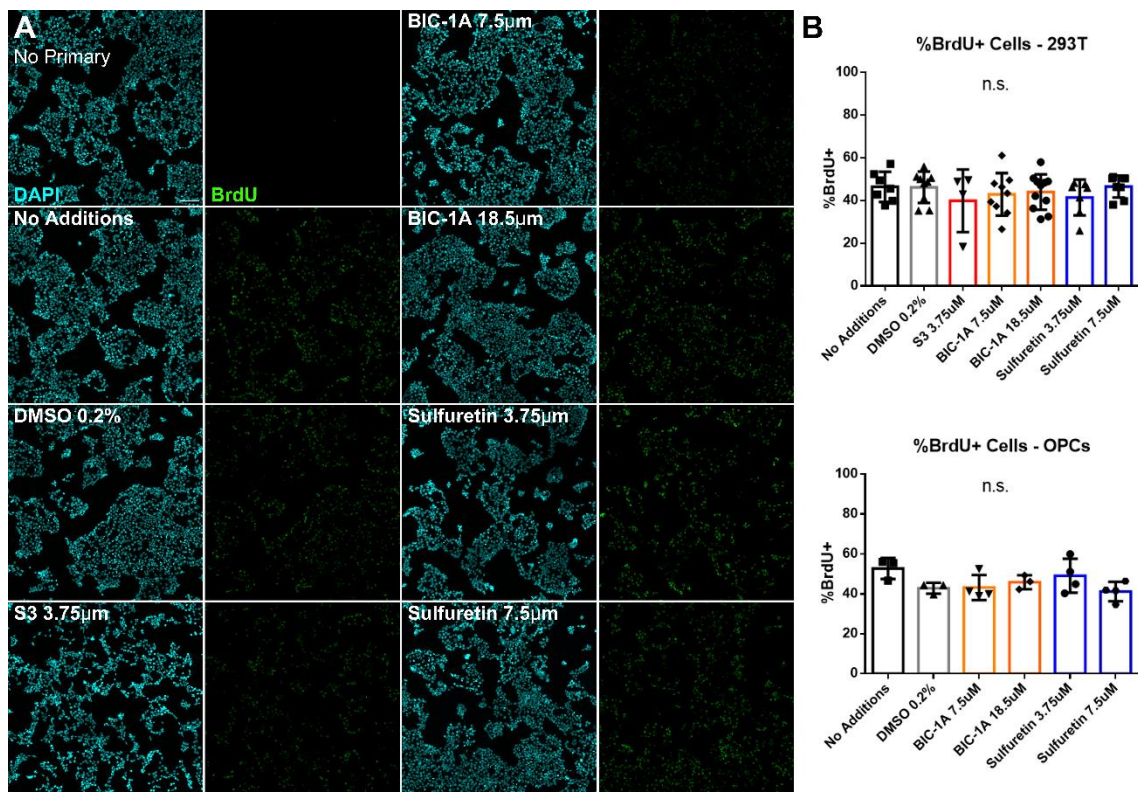 A
No Primary
DAPI
BrdU
BIC-1A 7.5µm
No Additions
BIC-1A 18.5µm
DMSO 0.2%
Sulfuretin 3.75µm
S3 3.75µm
Sulfuretin 7.5µm
B
%BrdU+ Cells - 293T
n.s.
%BrdU+
100
80
60
40
20
0
No Additions
DMSO 0.2%
S3 3.75uM
BIC-1A 7.5uM
BIC-1A 18.5uM
Sulfuretin 3.75uM
Sulfuretin 7.5uM
%BrdU+ Cells - OPCs
n.s.
%BrdU+
100
80
60
40
20
0
No Additions
DMSO 0.2%
BIC-1A 7.5uM
BIC-1A 18.5uM
Sulfuretin 3.75uM
Sulfuretin 7.5uM